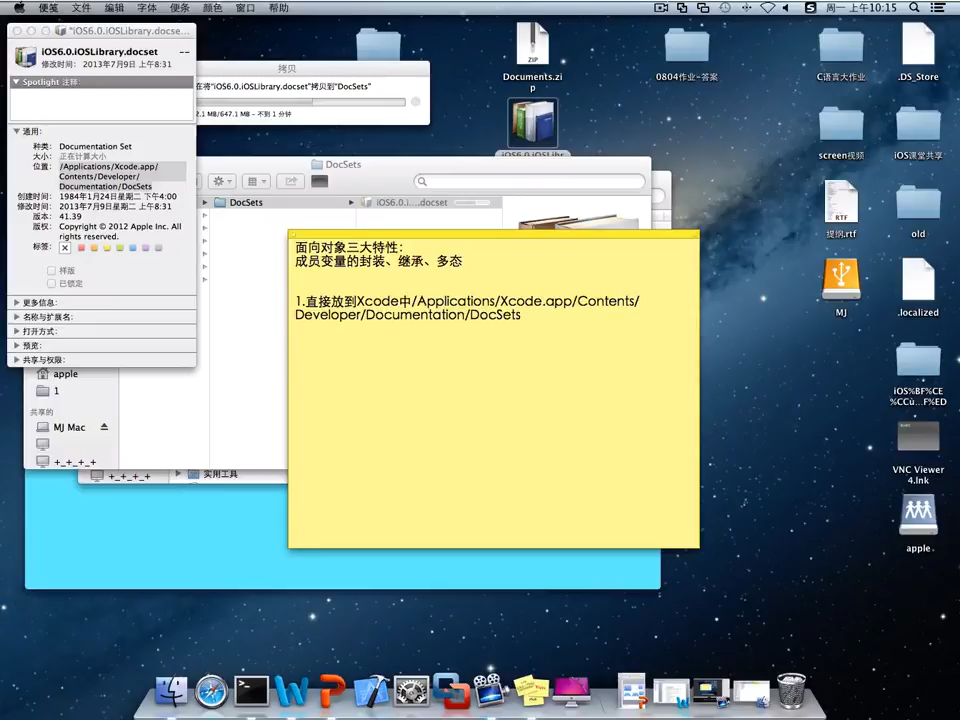 便笺 文件 编辑 字体 便条 颜色 窗口 帮助
周一 上午10:15
"iOS6.0.iOSLibrary.docse...
iOS6.0.iOSLibrary.docset --
修改时间: 2013年7月9日 上午8:31
Spotlight 注释:
通用:
种类: Documentation Set
大小: 正在计算大小
位置: /Applications/Xcode.app/
Contents/Developer/
Documentation/DocSets
创建时间: 1984年1月24日星期二 下午4:00
修改时间: 2013年7月9日星期二 上午8:31
版本: 41.39
版权: Copyright © 2012 Apple Inc. All
rights reserved.
标签:
样版
已锁定
更多信息:
名称与扩展名:
打开方式:
预览:
共享与权限:
拷贝
在将"iOS6.0.iOSLibrary.docset"拷贝到"DocSets"
2.1 MB/647.1 MB - 不到 1 分钟
DocSets
DocSets
iOS6.0.i....docset
apple
1
共享的
MJ Mac
+_+_+_+
+_+_+_+
实用工具
面向对象三大特性:
成员变量的封装、继承、多态
1.直接放到Xcode中/Applications/Xcode.app/Contents/
Developer/Documentation/DocSets
ZIP
Documents.zi
p
0804作业-答案
C语言大作业
.DS_Store
screen视频
iOS课堂共享
RTF
提纲.rtf
old
MJ
.localized
iOS%BF%CE
%CCù...F%ED
VNC Viewer
4.lnk
apple